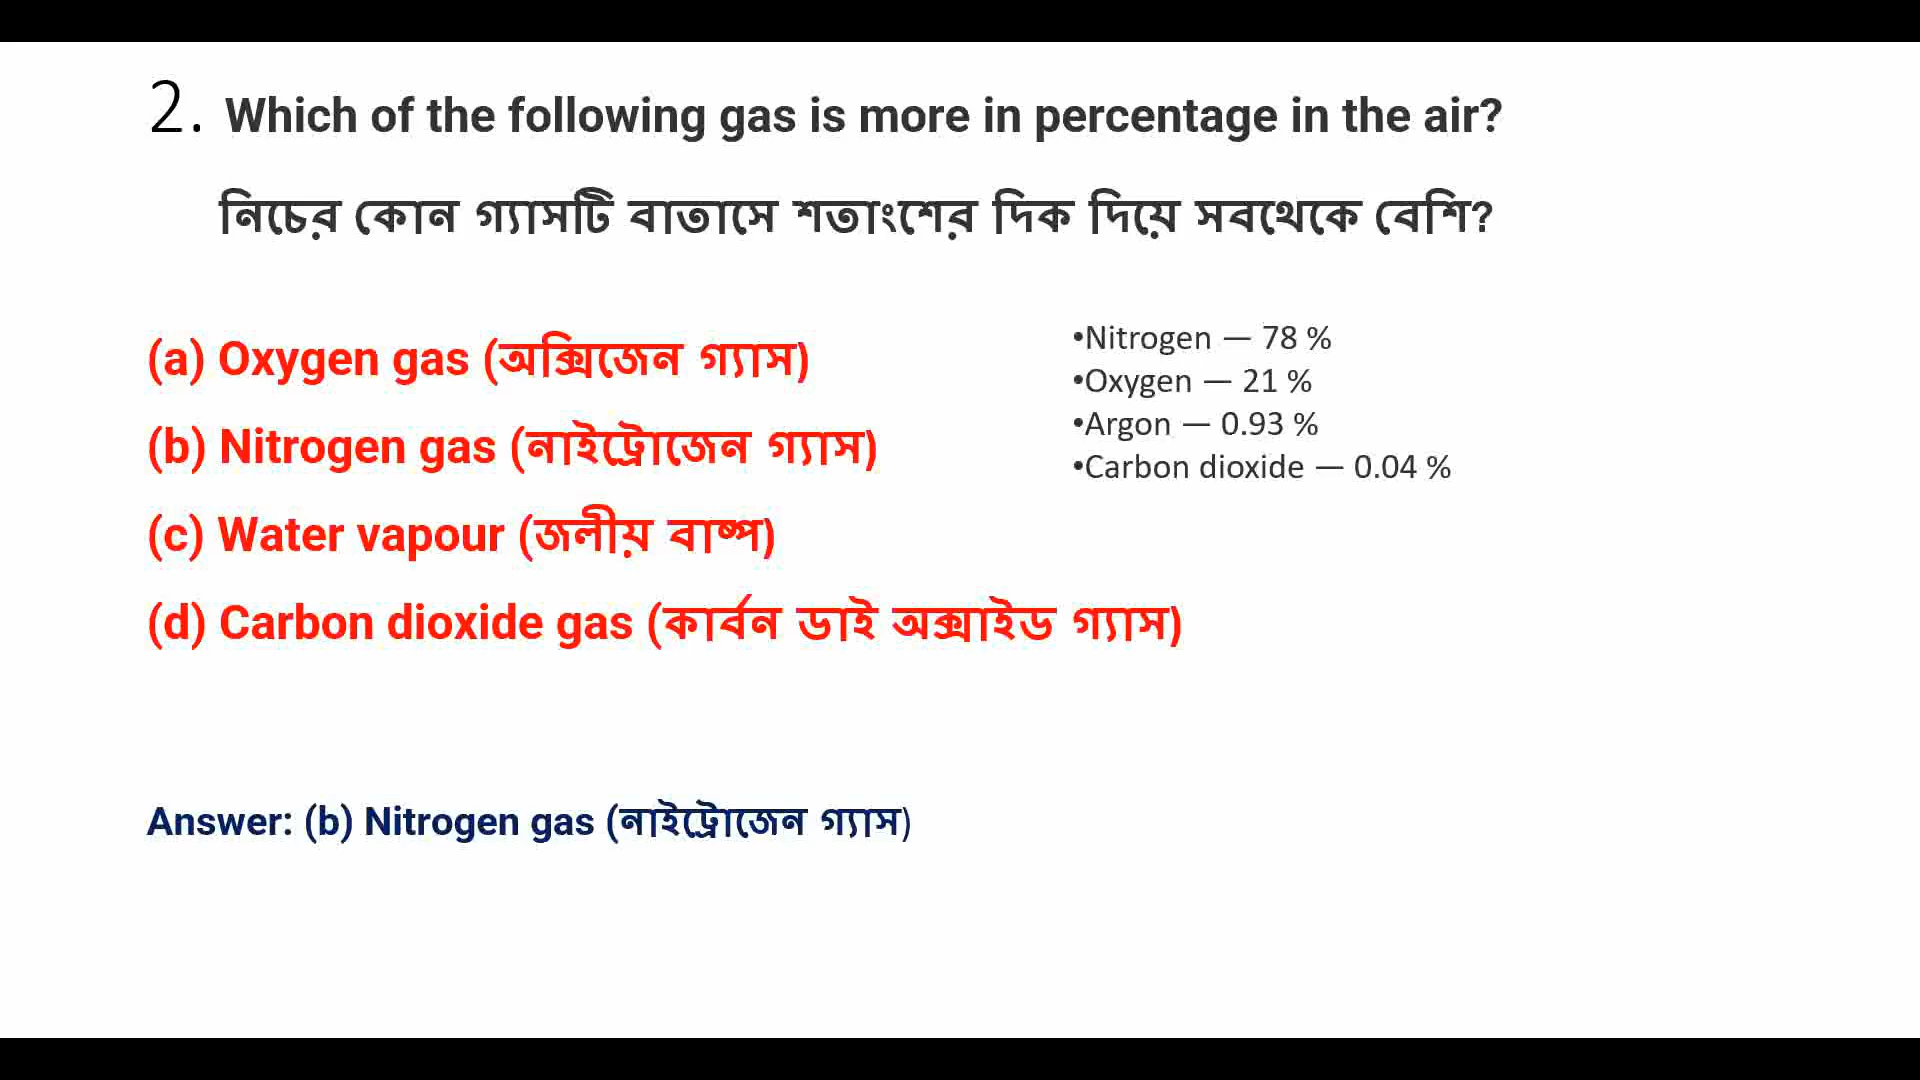 2. Which of the following gas is more in percentage in the air?
নিচের কোন গ্যাসটি বাতাসে শতাংশের দিক দিয়ে সবথেকে বেশি?
(a) Oxygen gas (অক্সিজেন গ্যাস)
(b) Nitrogen gas (নাইট্রোজেন গ্যাস)
(c) Water vapour (জলীয় বাষ্প)
(d) Carbon dioxide gas (কার্বন ডাই অক্সাইড গ্যাস)
•Nitrogen — 78 %
•Oxygen — 21 %
•Argon — 0.93 %
•Carbon dioxide — 0.04 %
Answer: (b) Nitrogen gas (নাইট্রোজেন গ্যাস)